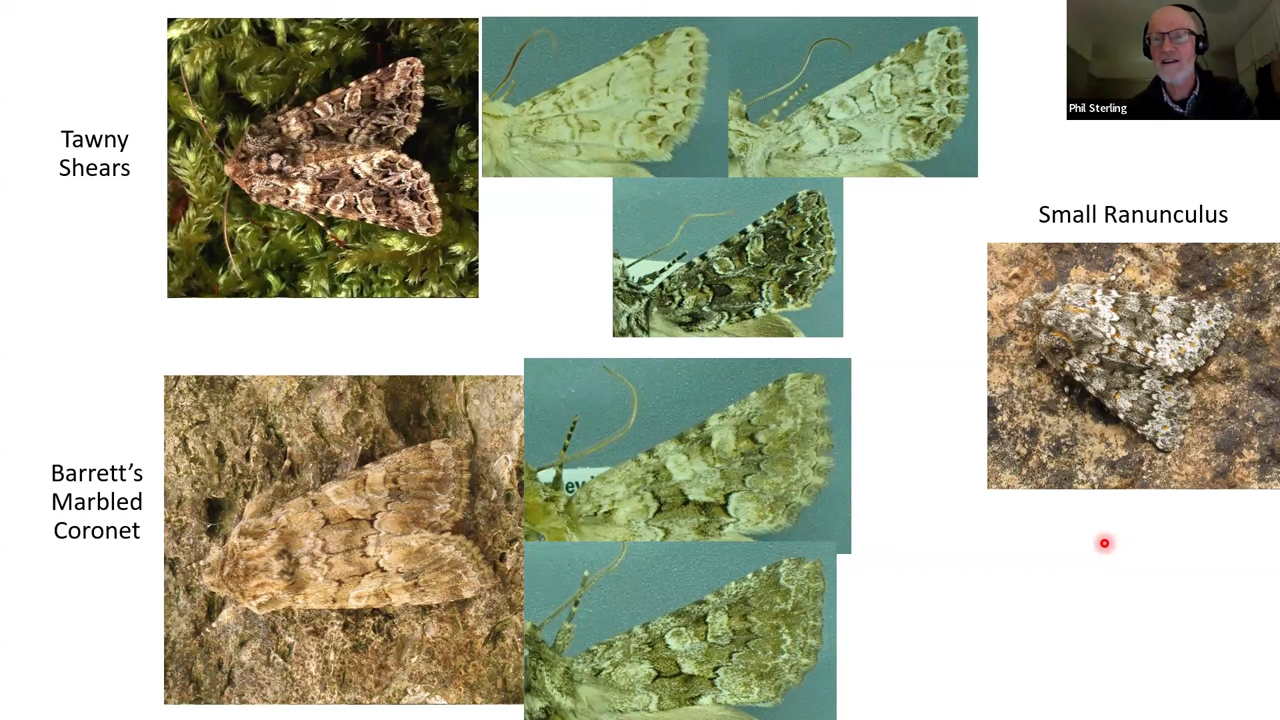 Tawny
Shears
Phil Sterling
Small Ranunculus
Barrett's
Marbled
Coronet